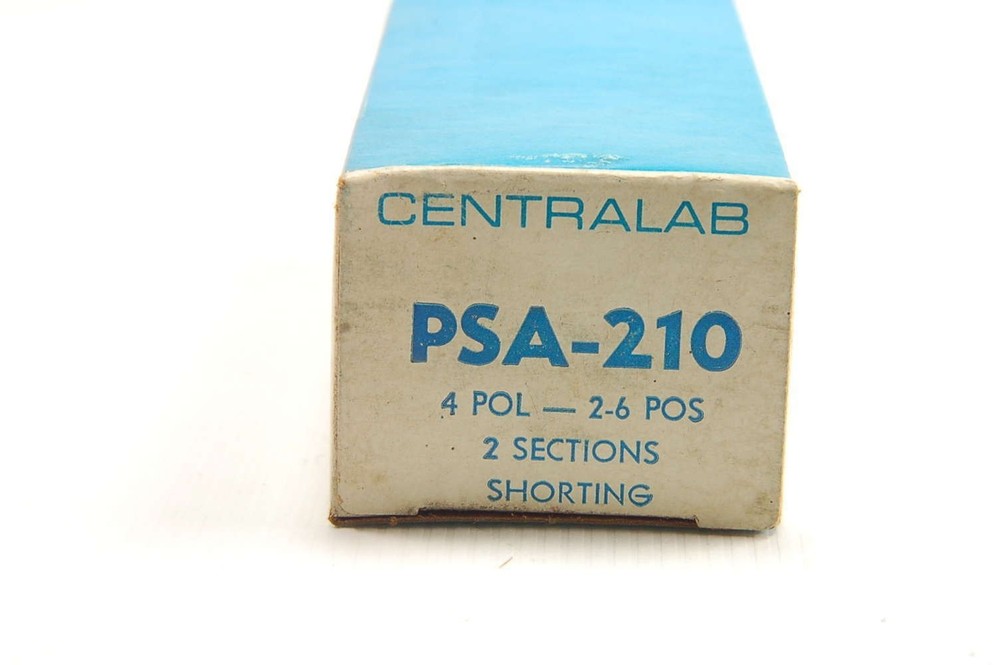 CENTRALAB
PSA-210
4 POL — 2-6 POS
2 SECTIONS
SHORTING